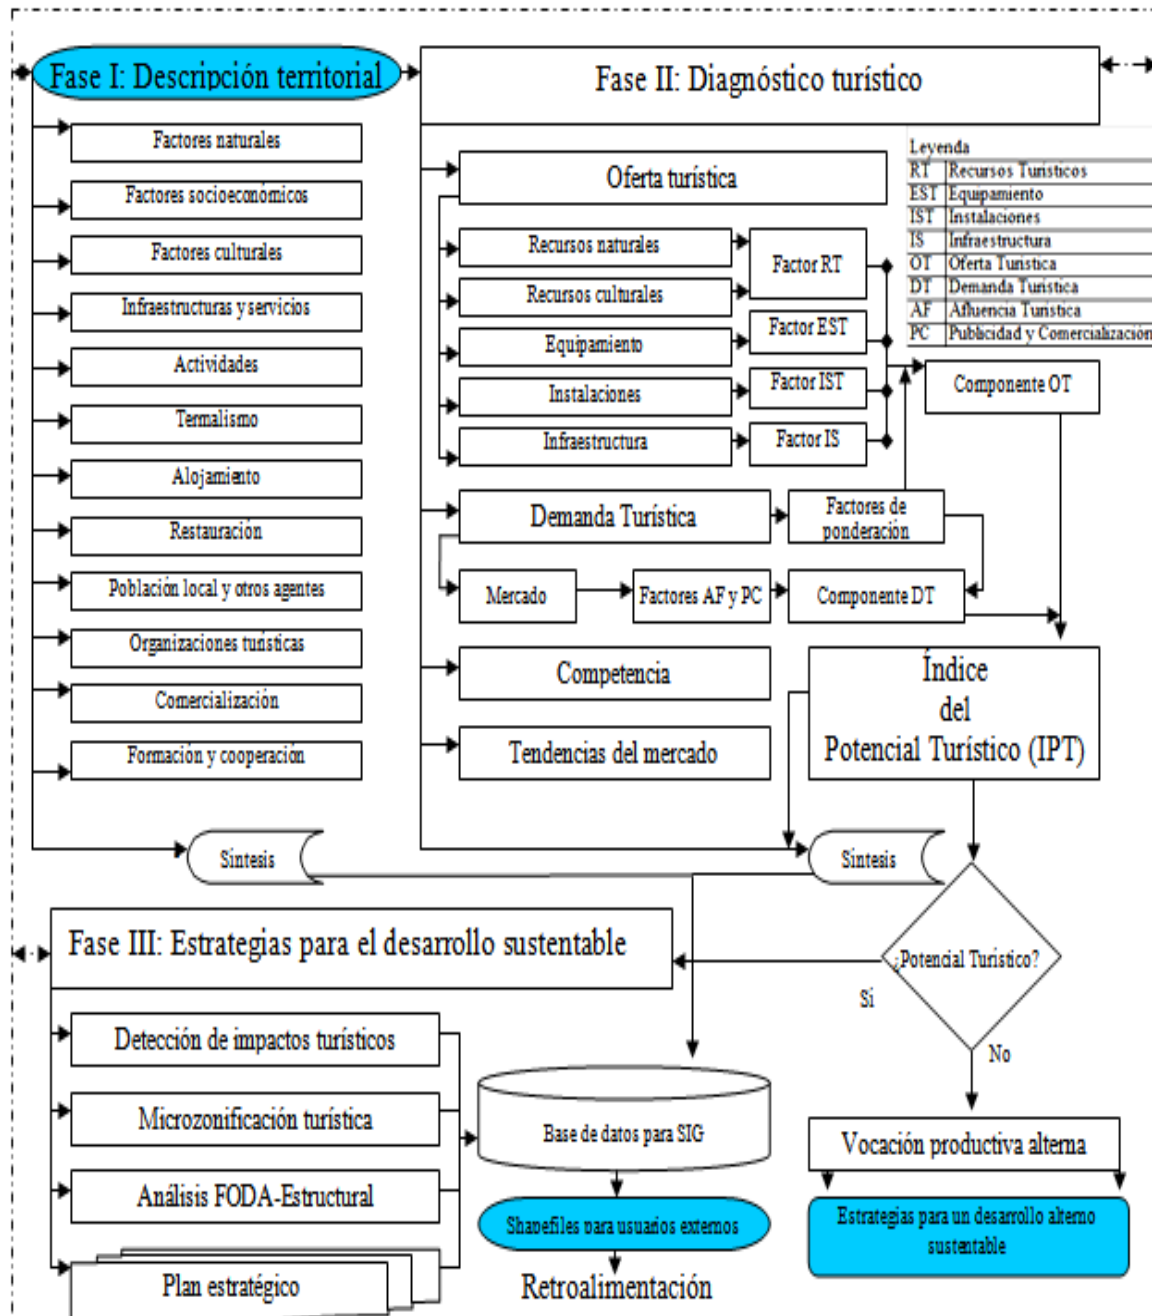 Fase I: Descripción territorial
Factores naturales
Factores socioeconómicos
Factores culturales
Infraestructuras y servicios
Actividades
Termalismo
Alojamiento
Restauración
Población local y otros agentes
Organizaciones turísticas
Comercialización
Formación y cooperación
Síntesis
Fase II: Diagnóstico turístico
Leyenda
RT Recursos Turísticos
EST Equipamiento
IST Instalaciones
IS Infraestructura
OT Oferta Turística
DT Demanda Turística
AF Afluencia Turística
PC Publicidad y Comercialización
Oferta turística
Recursos naturales
Recursos culturales
Factor RT
Equipamiento
Factor EST
Instalaciones
Factor IST
Infraestructura
Factor IS
Componente OT
Demanda Turística
Factores de
ponderación
Mercado
Factores AF y PC
Componente DT
Competencia
Tendencias del mercado
Índice
del
Potencial Turístico (IPT)
Síntesis
¿Potencial Turístico?
Si
No
Fase III: Estrategias para el desarrollo sustentable
Detección de impactos turísticos
Microzonificación turística
Análisis FODA-Estructural
Plan estratégico
Base de datos para SIG
Shapefiles para usuarios externos
Retroalimentación
Vocación productiva alterna
Estrategias para un desarrollo alterno
sustentable